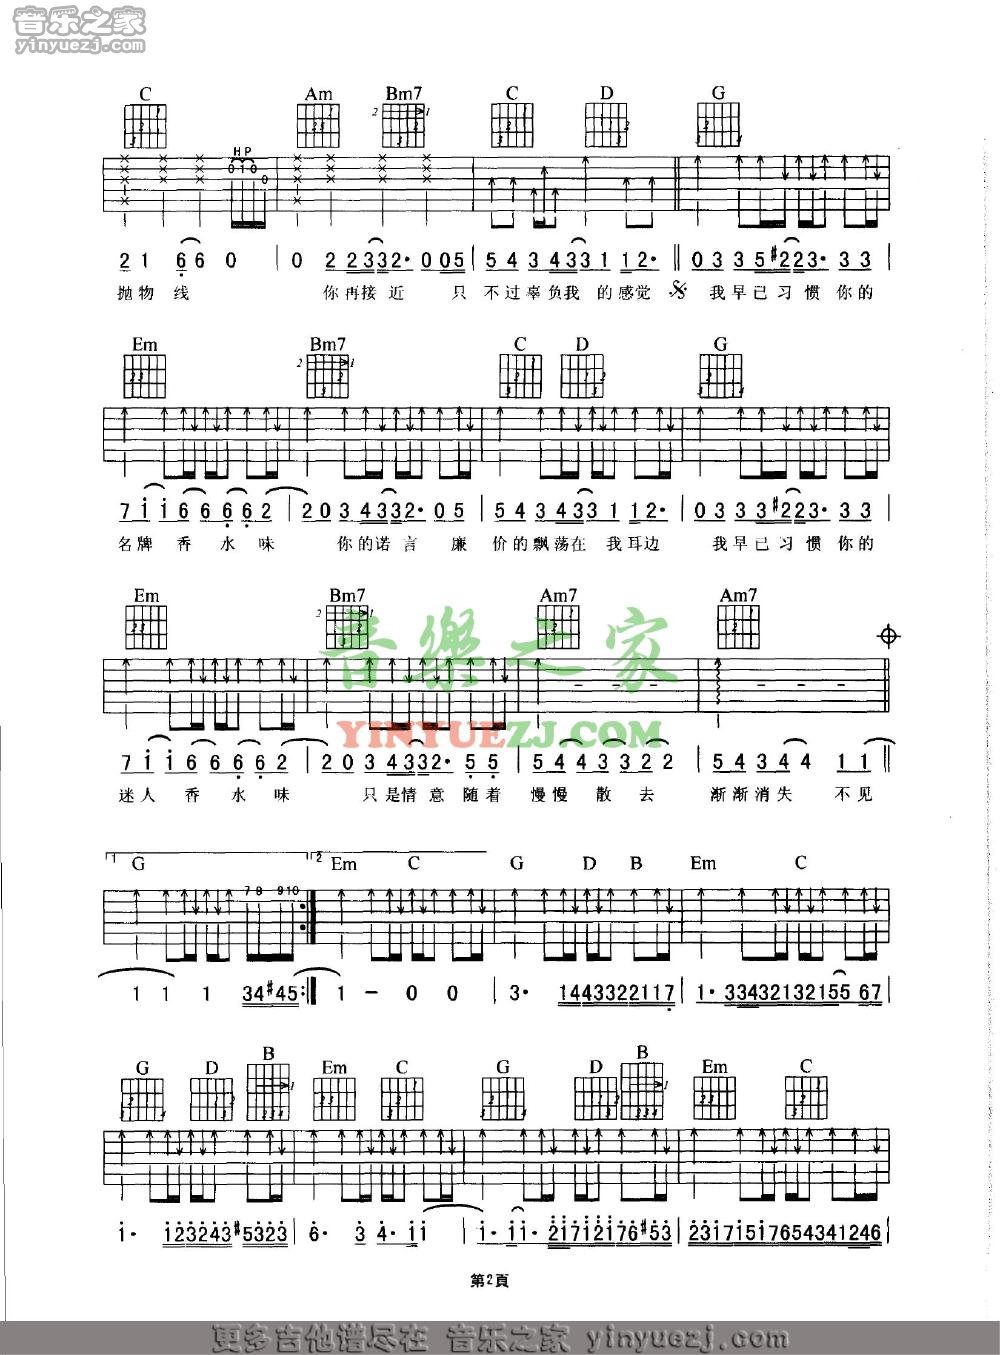 音乐之家
yinyuezj.com
C Am Bm7 C D G
H P
0 1 0 0
2 1 6 6 0 | 0 2 2 3 3 2· 0 0 5 | 5 4 3 4 3 3 1 1 2· || 0 3 3 5 #2 2 3· 3 3
抛物线 你再接近 只 不过辜负我 的感觉 我早已习惯你的
Em Bm7 C D G
7 i i 6 6 6 6 6 2 | 2 0 3 4 3 3 2· 0 5 | 5 4 3 4 3 3 1 1 2· | 0 3 3 3 #2 2 3· 3 3
名牌香水味 你的诺言 廉 价的飘荡在 我耳边 我早已习惯你的
Em Bm7 Am7 Am7
音樂之家
YINYUEZJ.COM
7 i i 6 6 6 6 6 2 | 2 0 3 4 3 3 2· 5 5 | 5 4 4 3 3 2 2 | 5 4 3 4 4 1 1 ||
迷人香水味 只是情意随着 慢慢散去 渐渐消失 不见
1 G 2 Em C G D B Em C
7 8 9 10
1 1 1 3 4 #4 5 :| 1 - 0 0 | 3· 1 4 4 3 3 2 2 1 1 7 | 1· 3 3 4 3 2 1 3 2 1 5 5 6 7
G D B Em C G D B Em C
i· i 2 3 2 4 3 #5 3 2 3 | 6· 3 4· i i | i· i i· 2 i 7 i 2 i 7 6 #5 3 | 2 3 1 7 i 5 i 7 6 5 4 3 4 1 2 4 6
第2頁
更多吉他谱尽在 音乐之家 yinyuezj.com